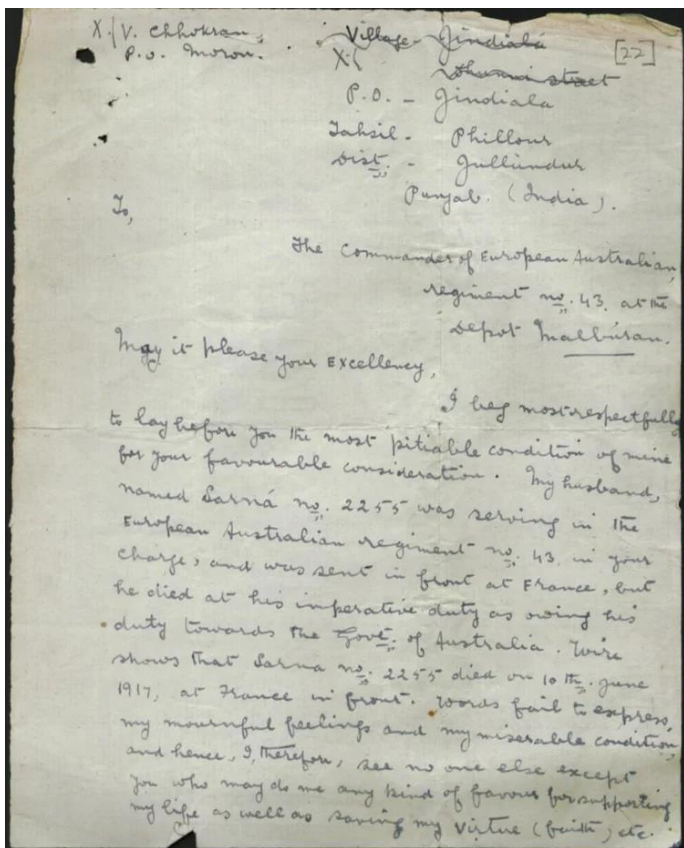 X./V. Chhokran,
P.O. Moron.
[22]
Village - Jindiala
X./
street
P.O. - Jindiala
Tahsil - Phillour
Dist. - Jullundur
Punjab. (India).
To,
The Commander of European Australian,
regiment no. 43. at the
Depot Malbúran.
May it please your Excellency,
I beg most respectfully
to lay before you the most pitiable condition of mine
for your favourable consideration. My husband,
named Sarná no. 2255 was serving in the
European Australian regiment no. 43. in your
charge, and was sent in front at France, but
he died at his imperative duty as owing his
duty towards the Govt. of Australia. Wire
shows that Sarna no. 2255 died on 10th. June
1917, at France in front. Words fail to express,
my mournful feelings and my miserable condition,
and hence, I, therefore, see no one else except
you who may do me any kind of favour for supporting
my life as well as saving my virtue (faith) etc.